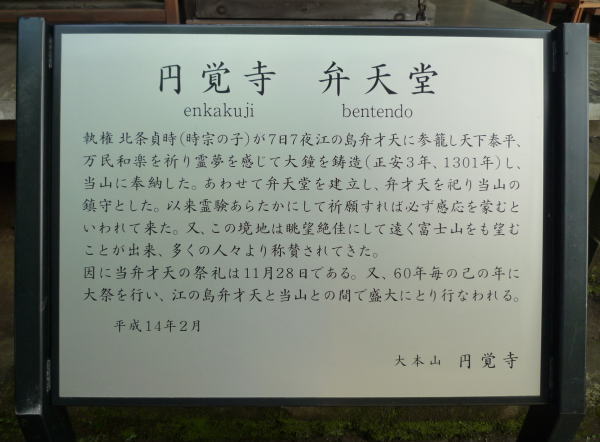 円覚寺 弁天堂
enkakuji bentendo
執権 北条貞時(時宗の子)が7日7夜江の島弁才天に参籠し天下泰平、
万民和楽を祈り霊夢を感じて大鐘を鋳造(正安3年、1301年)し、
当山に奉納した。あわせて弁天堂を建立し、弁才天を祀り当山の
鎮守とした。以来霊験あらたかにして祈願すれば必ず感応を蒙むと
いわれて来た。又、この境地は眺望絶佳にして遠く富士山をも望む
ことが出来、多くの人々より称賛されてきた。
因に当弁才天の祭礼は11月28日である。又、60年毎の己の年に
大祭を行い、江の島弁才天と当山との間で盛大にとり行なわれる。
平成14年2月
大本山 円覚寺